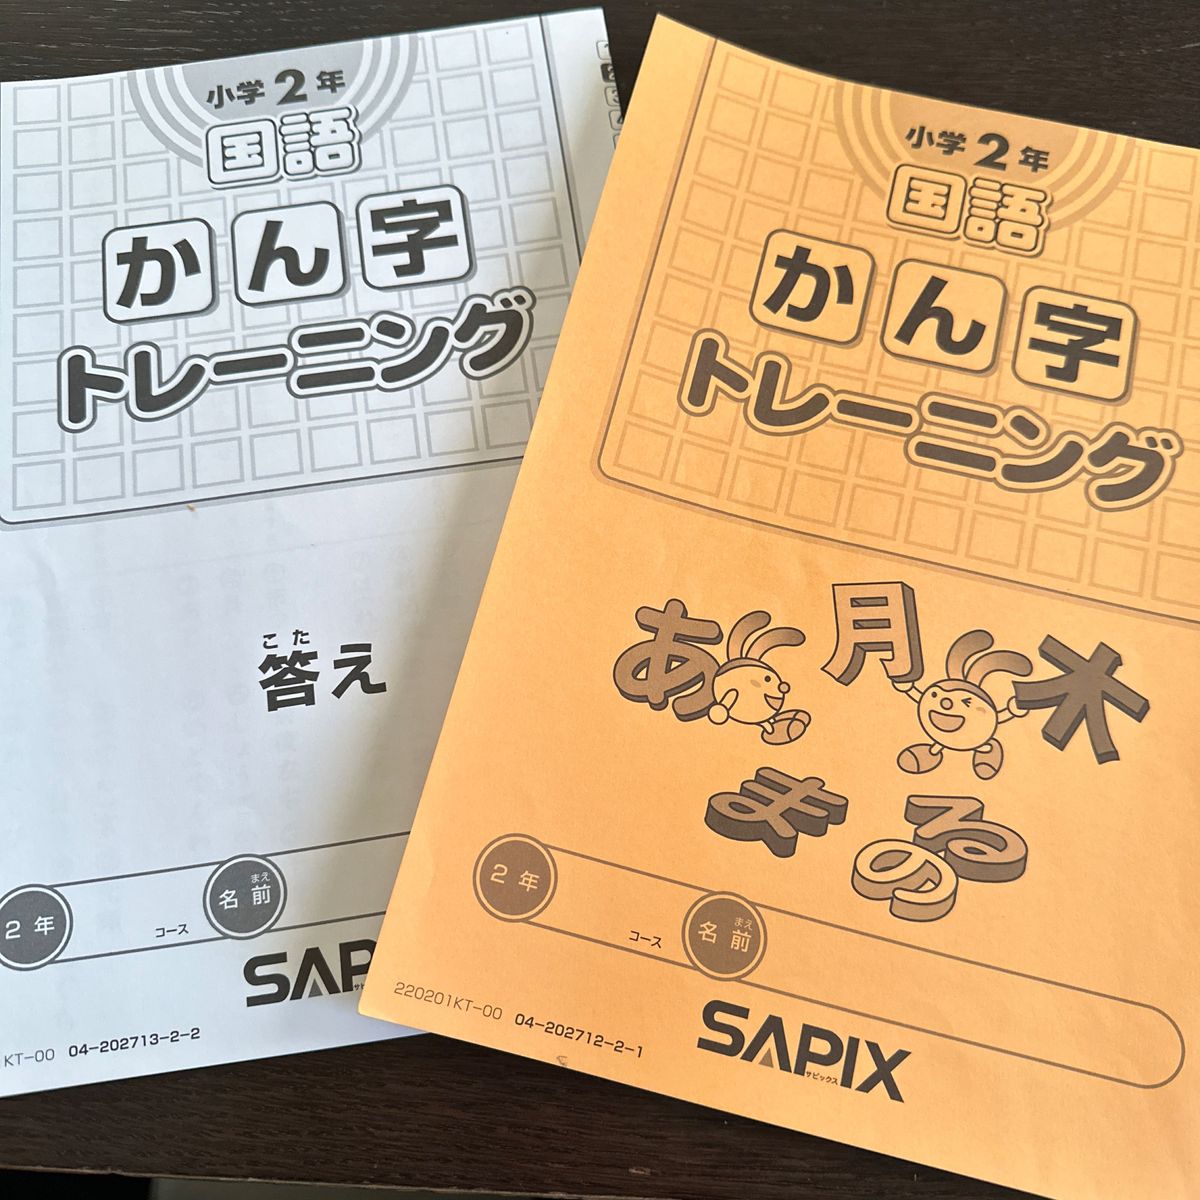 小学2年
国語
かん字
トレーニング
こた
答え
2年
コース
まえ
名前
SAP
サピ
KT-00 04-202713-2-2
小学2年
国語
かん字
トレーニング
あ
月
木
ま
る
の
2年
コース
まえ
名前
220201KT-00 04-202712-2-1
SAPIX
サピックス